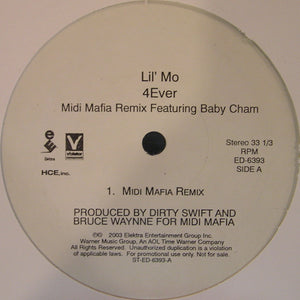 Lil' Mo
4Ever
Midi Mafia Remix Featuring Baby Cham
Elektra
Violator
HCE, inc.
Stereo 33 1/3
RPM
ED-6393
SIDE A
1. MIDI MAFIA REMIX
PRODUCED BY DIRTY SWIFT AND
BRUCE WAYNNE FOR MIDI MAFIA
℗© 2003 Elektra Entertainment Group Inc.
Warner Music Group, An AOL Time Warner Company
All Rights Reserved. Unauthorized duplication is a violation
of applicable laws. For promotional use only. Not for sale.
ST-ED-6393-A